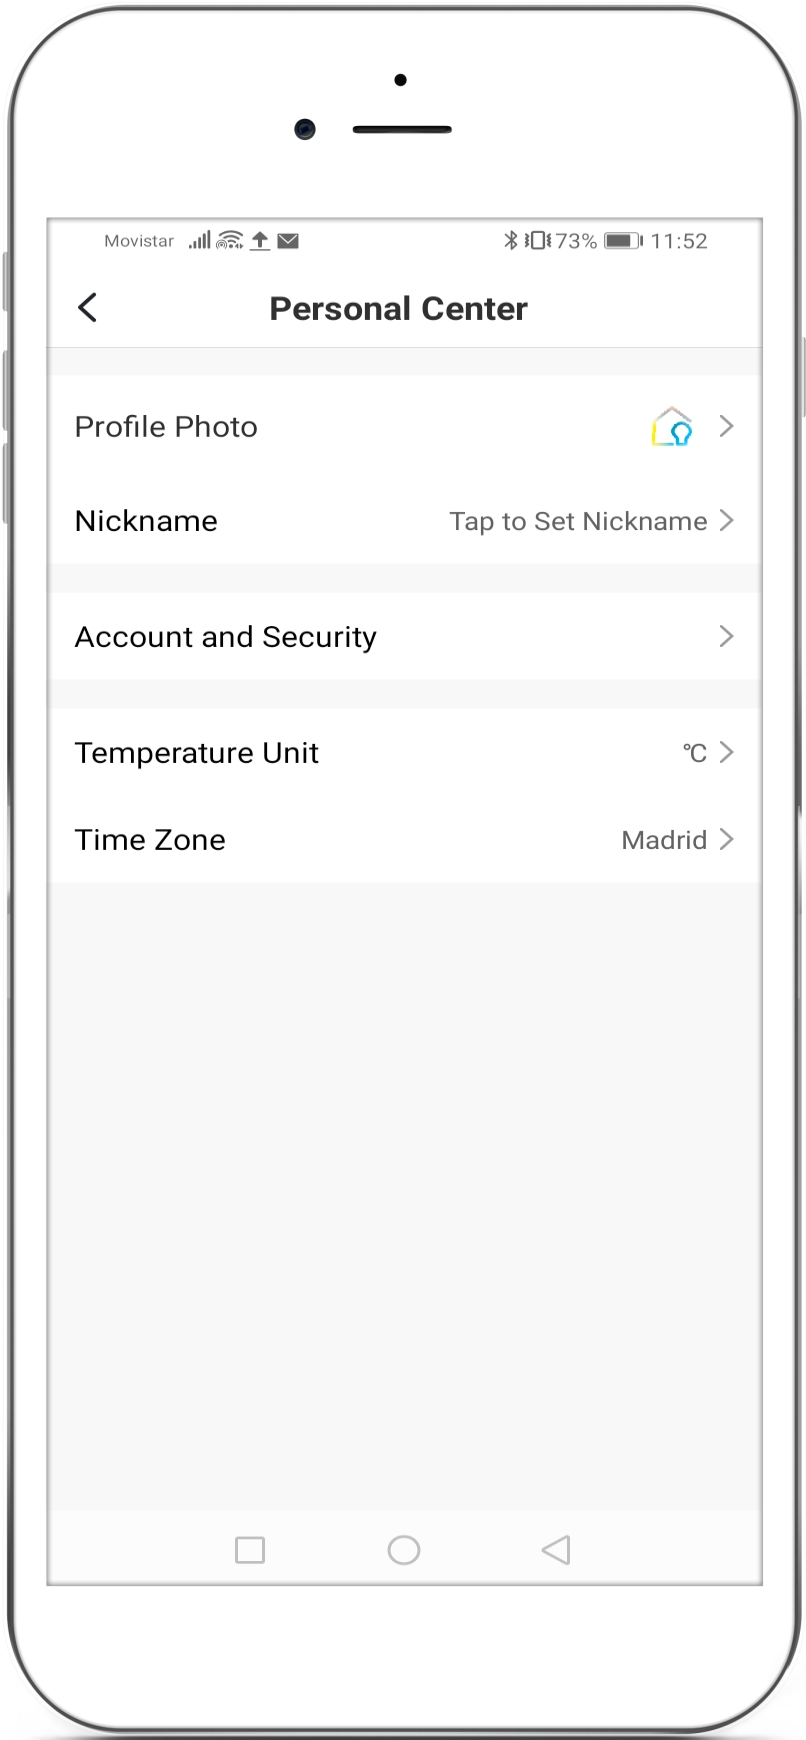 Movistar 73% 11:52
Personal Center
Profile Photo
Nickname Tap to Set Nickname
Account and Security
Temperature Unit °C
Time Zone Madrid